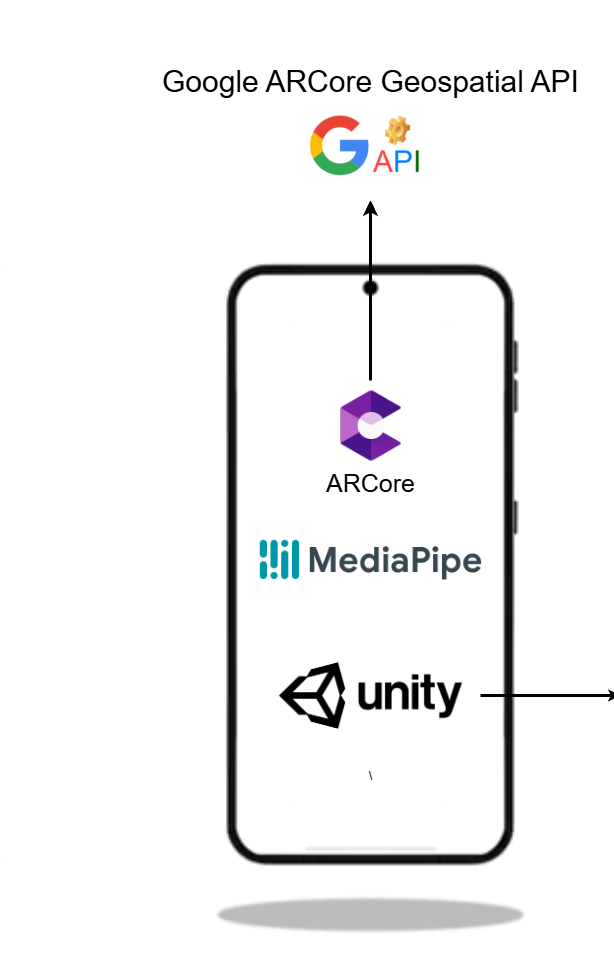 Google ARCore Geospatial API
G API
ARCore
MediaPipe
unity
\